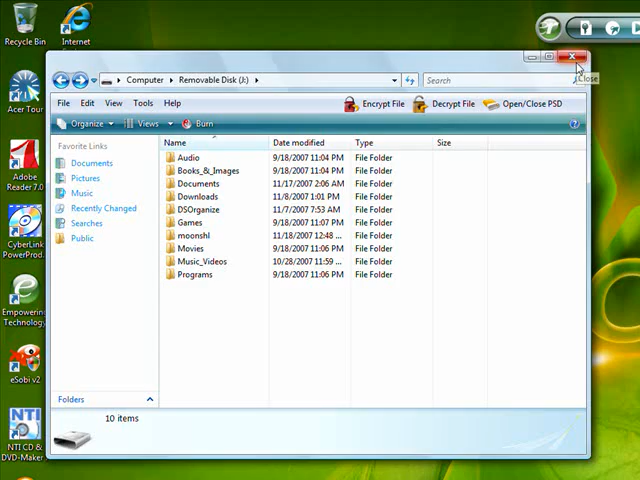 Recycle Bin
Internet
Acer Tour
Adobe
Reader 7.0
CyberLink
PowerProd...
Empowering
Technology
eSobi v2
NTI
NTI CD &
DVD-Maker
Close
Computer
Removable Disk (J:)
Search
File Edit View Tools Help
Encrypt File Decrypt File Open/Close PSD
Organize Views Burn
Favorite Links
Documents
Pictures
Music
Recently Changed
Searches
Public
Folders
Name Date modified Type Size
Audio 9/18/2007 11:04 PM File Folder
Books_&_Images 9/18/2007 11:04 PM File Folder
Documents 11/17/2007 2:06 AM File Folder
Downloads 11/8/2007 1:01 PM File Folder
DSOrganize 11/7/2007 7:53 AM File Folder
Games 9/18/2007 11:07 PM File Folder
moonshl 11/18/2007 12:48 ... File Folder
Movies 9/18/2007 11:06 PM File Folder
Music_Videos 10/28/2007 11:59 ... File Folder
Programs 9/18/2007 11:06 PM File Folder
10 items